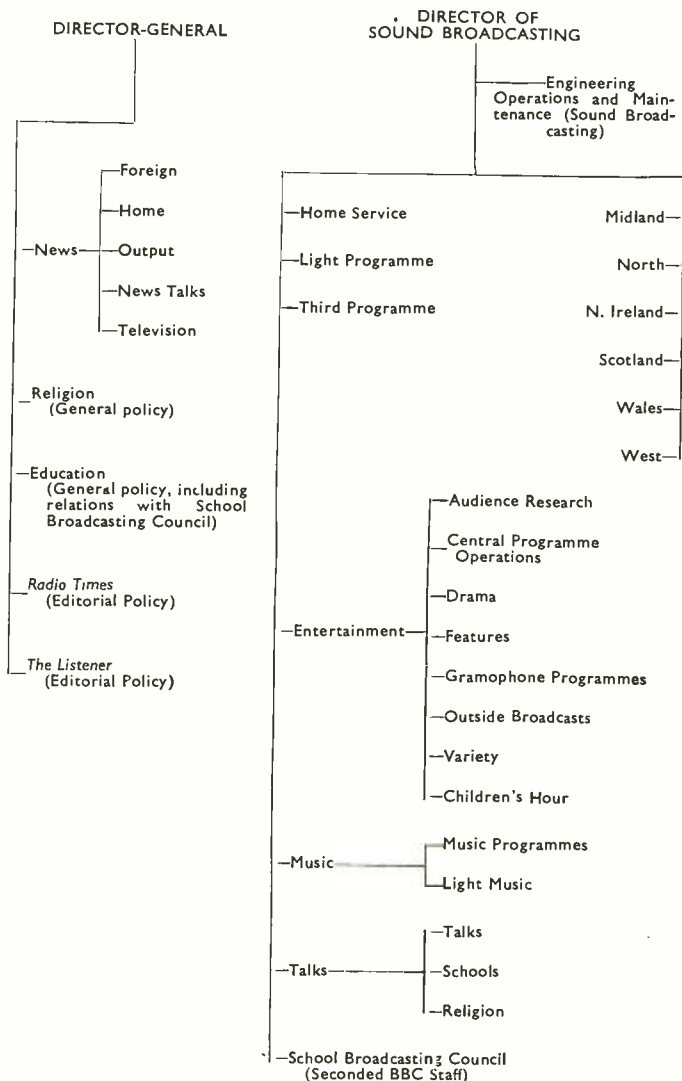 DIRECTOR-GENERAL
News
Foreign
Home
Output
News Talks
Television
Religion
(General policy)
Education
(General policy, including
relations with School
Broadcasting Council)
Radio Times
(Editorial Policy)
The Listener
(Editorial Policy)
DIRECTOR OF
SOUND BROADCASTING
Engineering
Operations and Main-
tenance (Sound Broad-
casting)
Home Service
Light Programme
Third Programme
Midland
North
N. Ireland
Scotland
Wales
West
Entertainment
Audience Research
Central Programme
Operations
Drama
Features
Gramophone Programmes
Outside Broadcasts
Variety
Children's Hour
Music
Music Programmes
Light Music
Talks
Talks
Schools
Religion
School Broadcasting Council
(Seconded BBC Staff)